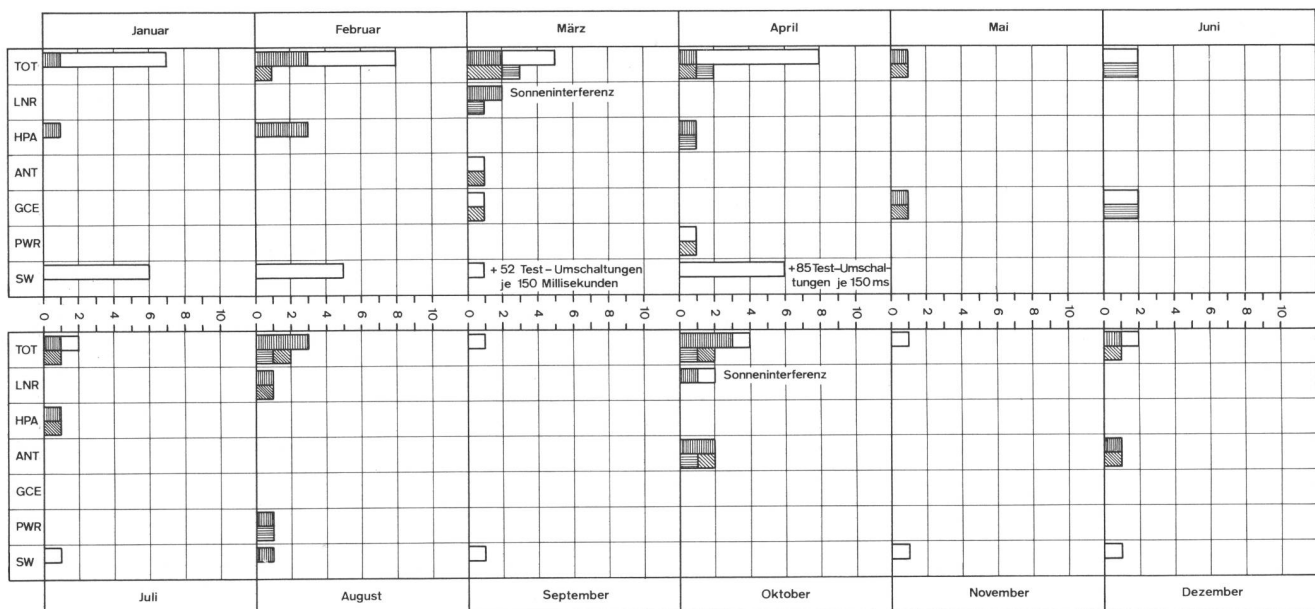 Januar Februar März April Mai Juni
TOT
LNR Sonneninterferenz
HPA
ANT
GCE
PWR
SW + 52 Test-Umschaltungen je 150 Millisekunden +85 Test-Umschal-
tungen je 150 ms
0 2 4 6 8 10 0 2 4 6 8 10 0 2 4 6 8 10 0 2 4 6 8 10 0 2 4 6 8 10 0 2 4 6 8 10
TOT
LNR Sonneninterferenz
HPA
ANT
GCE
PWR
SW
Juli August September Oktober November Dezember